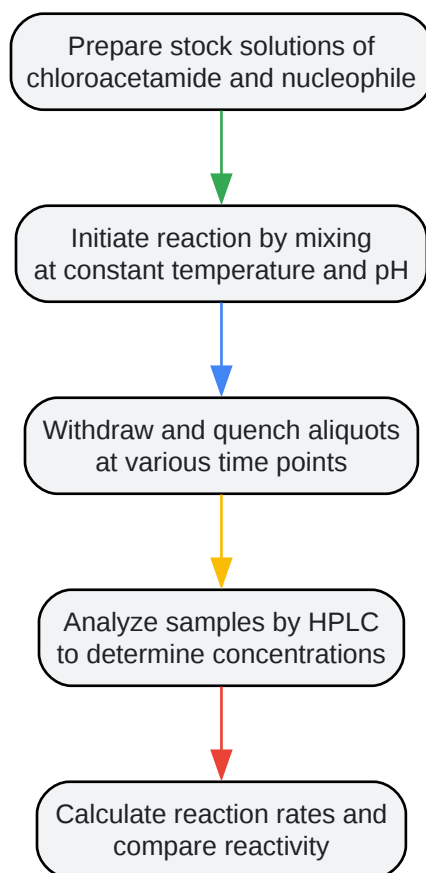 Prepare stock solutions of
chloroacetamide and nucleophile
Initiate reaction by mixing
at constant temperature and pH
Withdraw and quench aliquots
at various time points
Analyze samples by HPLC
to determine concentrations
Calculate reaction rates and
compare reactivity